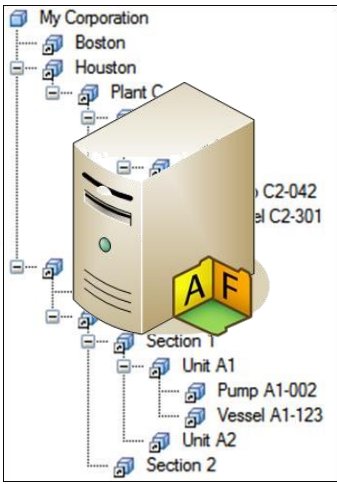 My Corporation
Boston
Houston
Plant C
C2-042
C2-301
A F
Section 1
Unit A1
Pump A1-002
Vessel A1-123
Unit A2
Section 2